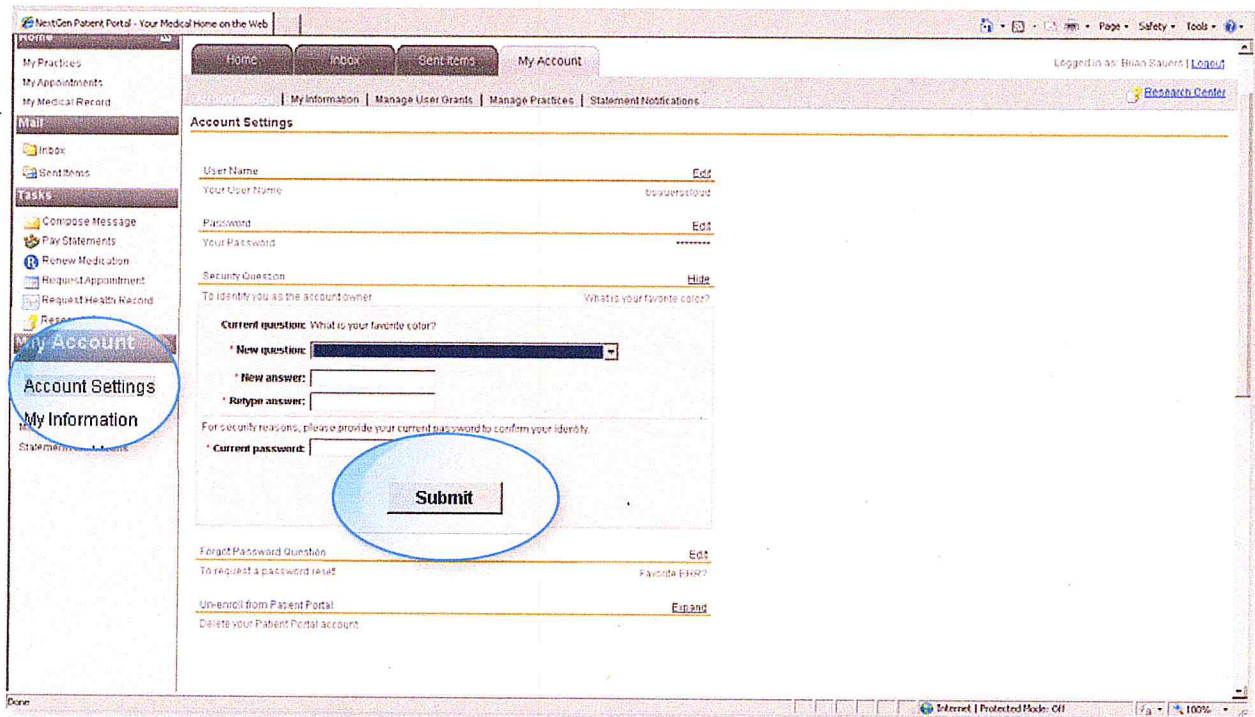 NextGen Patient Portal - Your Medical Home on the Web
Page Safety Tools
Home
My Practices
My Appointments
My Medical Record
Mail
Inbox
Sent Items
Tasks
Compose Message
Pay Statements
Renew Medication
Request Appointment
Request Health Record
My Account
Account Settings
My Information
Home Inbox Sent Items My Account
Logged in as: Brian Sauers | Logout
My Information | Manage User Grants | Manage Practices | Statement Notifications
Research Center
Account Settings
User Name Edit
Your User Name
Password Edit
Your Password ********
Security Question Hide
To identify you as the account owner What is your favorite color?
Current question: What is your favorite color?
* New question:
* New answer:
* Retype answer:
For security reasons, please provide your current password to confirm your identity.
* Current password:
Submit
Forgot Password Question Edit
To request a password reset Favorite EHR?
Un-enroll from Patient Portal Expand
Delete your Patient Portal account
Done
Internet | Protected Mode: Off
100%